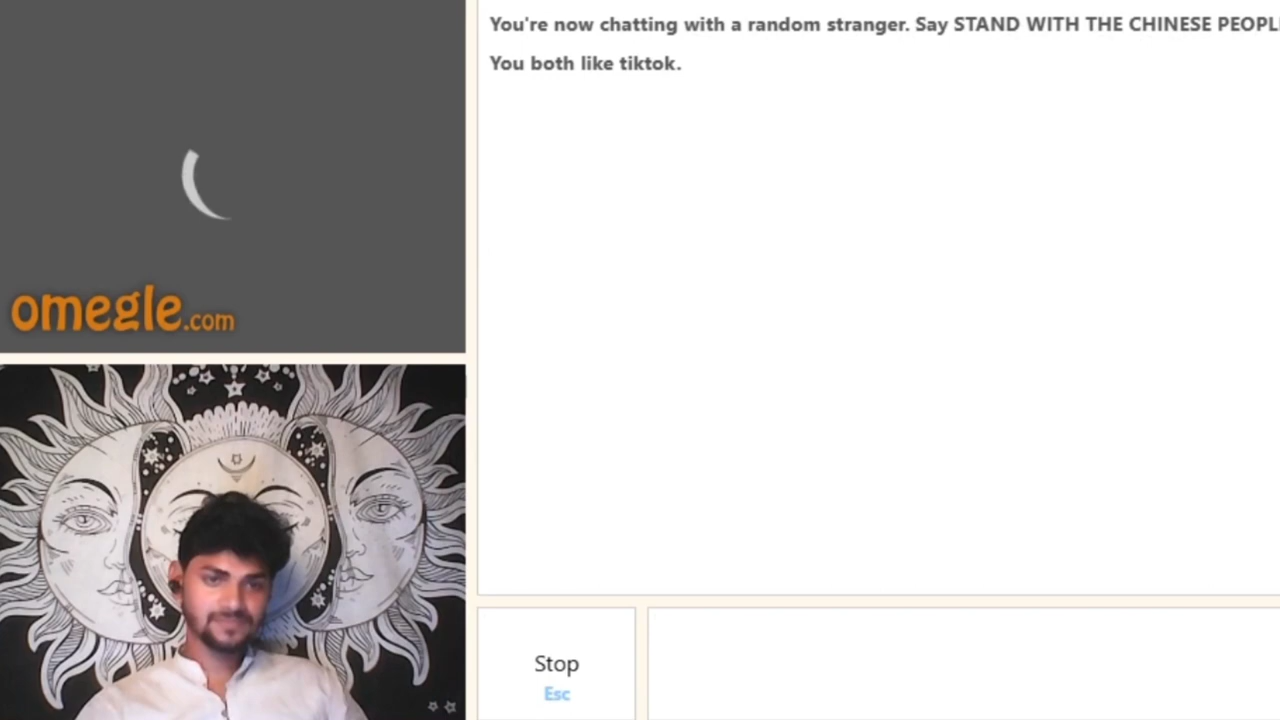 You're now chatting with a random stranger. Say STAND WITH THE CHINESE
You both like tiktok.
omegle.com
Stop
Esc